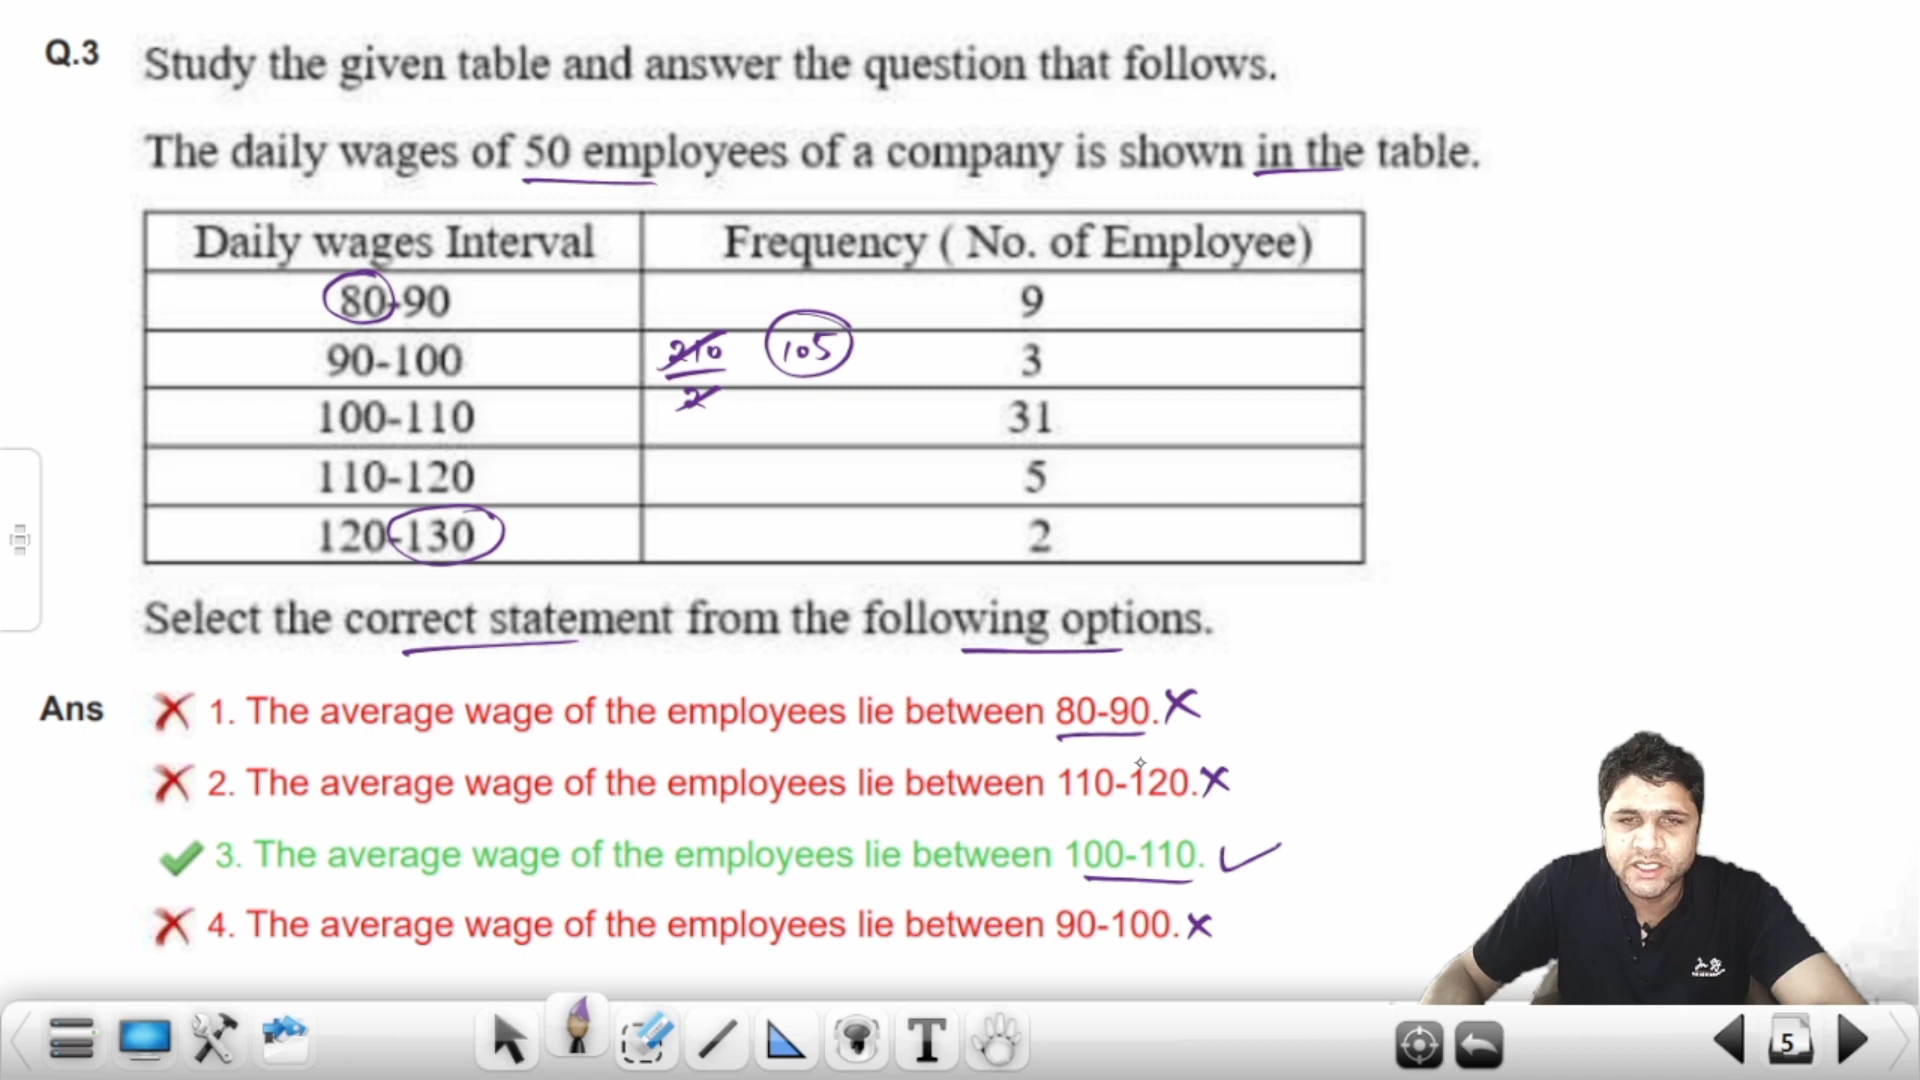 Q.3 Study the given table and answer the question that follows.
The daily wages of 50 employees of a company is shown in the table.
Daily wages Interval Frequency ( No. of Employee)
80-90 9
90-100 210/2 105 3
100-110 31
110-120 5
120-130 2
Select the correct statement from the following options.
Ans 1. The average wage of the employees lie between 80-90.
2. The average wage of the employees lie between 110-120.
3. The average wage of the employees lie between 100-110.
4. The average wage of the employees lie between 90-100.
T 5